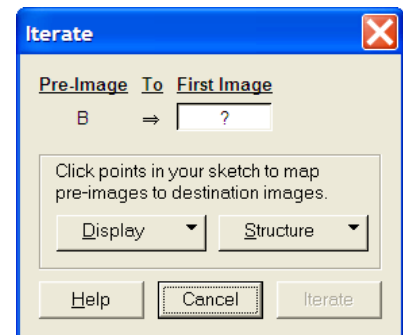 Iterate
Pre-Image To First Image
B ⇒ ?
Click points in your sketch to map
pre-images to destination images.
Display Structure
Help Cancel Iterate